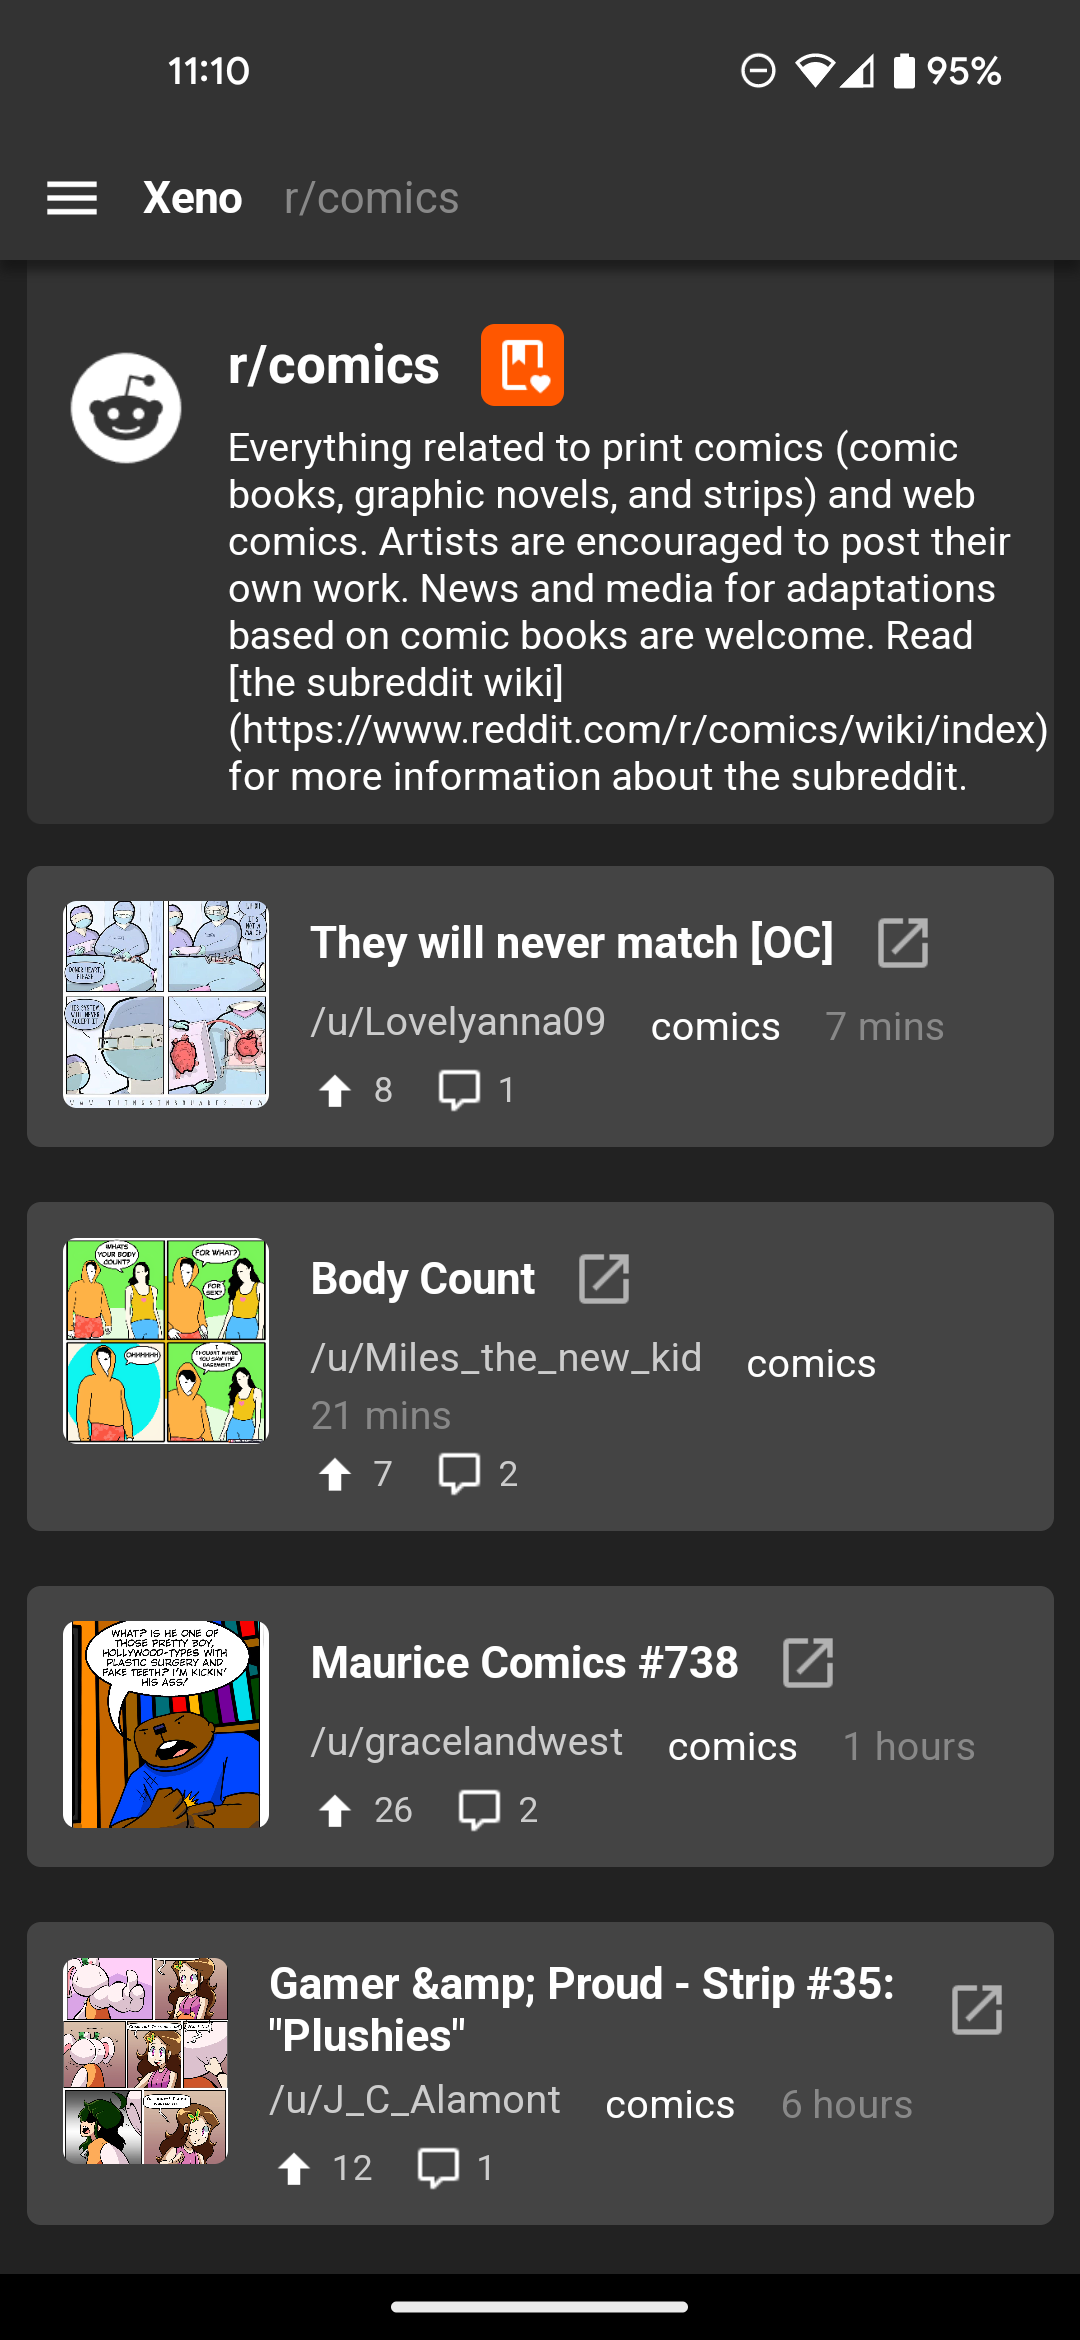 11:10
95%
Xeno r/comics
r/comics
Everything related to print comics (comic
books, graphic novels, and strips) and web
comics. Artists are encouraged to post their
own work. News and media for adaptations
based on comic books are welcome. Read
[the subreddit wiki]
(https://www.reddit.com/r/comics/wiki/index)
for more information about the subreddit.
They will never match [OC]
/u/Lovelyanna09 comics 7 mins
8 1
WHATS
YOUR BODY
COUNT?
FOR WHAT?
FOR
SEX?
OHHHHHH
I
THOUGHT MAYBE
YOU SAW THE
BASEMENT
Body Count
/u/Miles_the_new_kid comics
21 mins
7 2
WHAT? IS HE ONE OF
THOSE PRETTY BOY,
HOLLYWOOD-TYPES WITH
PLASTIC SURGERY AND
FAKE TEETH? I'M KICKIN'
HIS ASS!
Maurice Comics #738
/u/gracelandwest comics 1 hours
26 2
Gamer &amp; Proud - Strip #35:
"Plushies"
/u/J_C_Alamont comics 6 hours
12 1